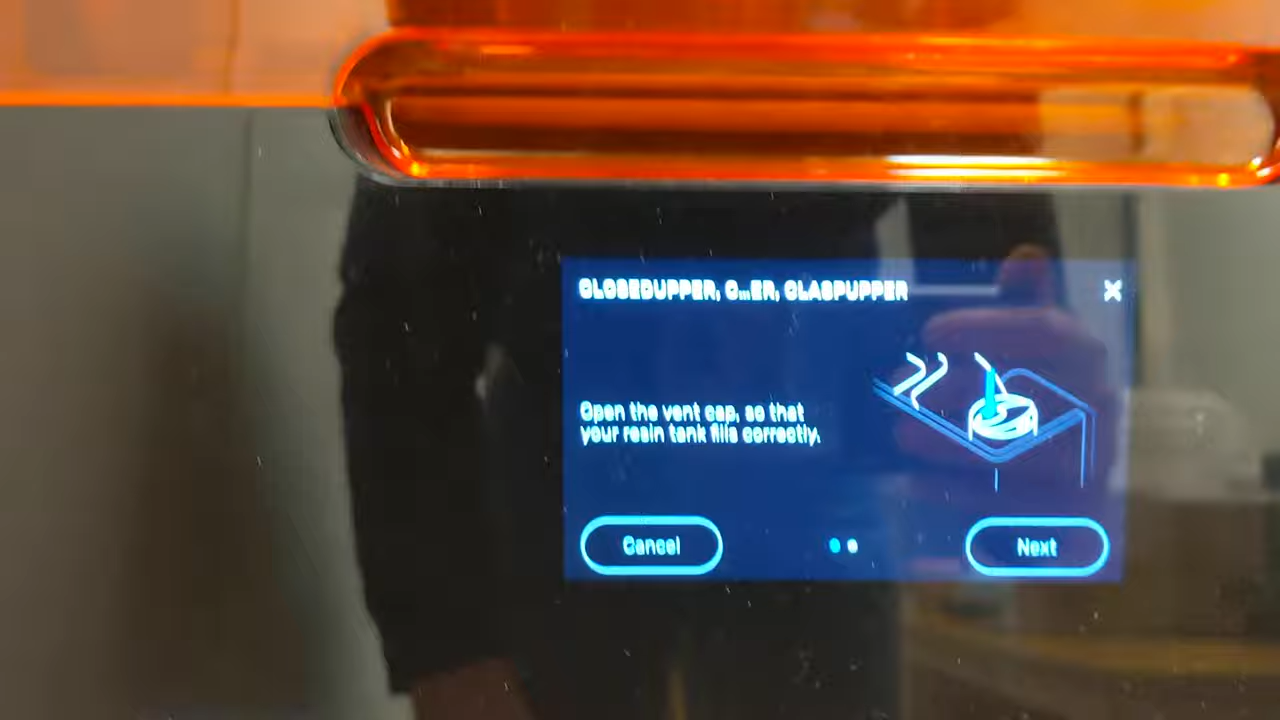 CLOSEDUPPER, C...ER, CLASPUPPER
Open the vent cap, so that
your resin tank fills correctly.
Cancel
Next